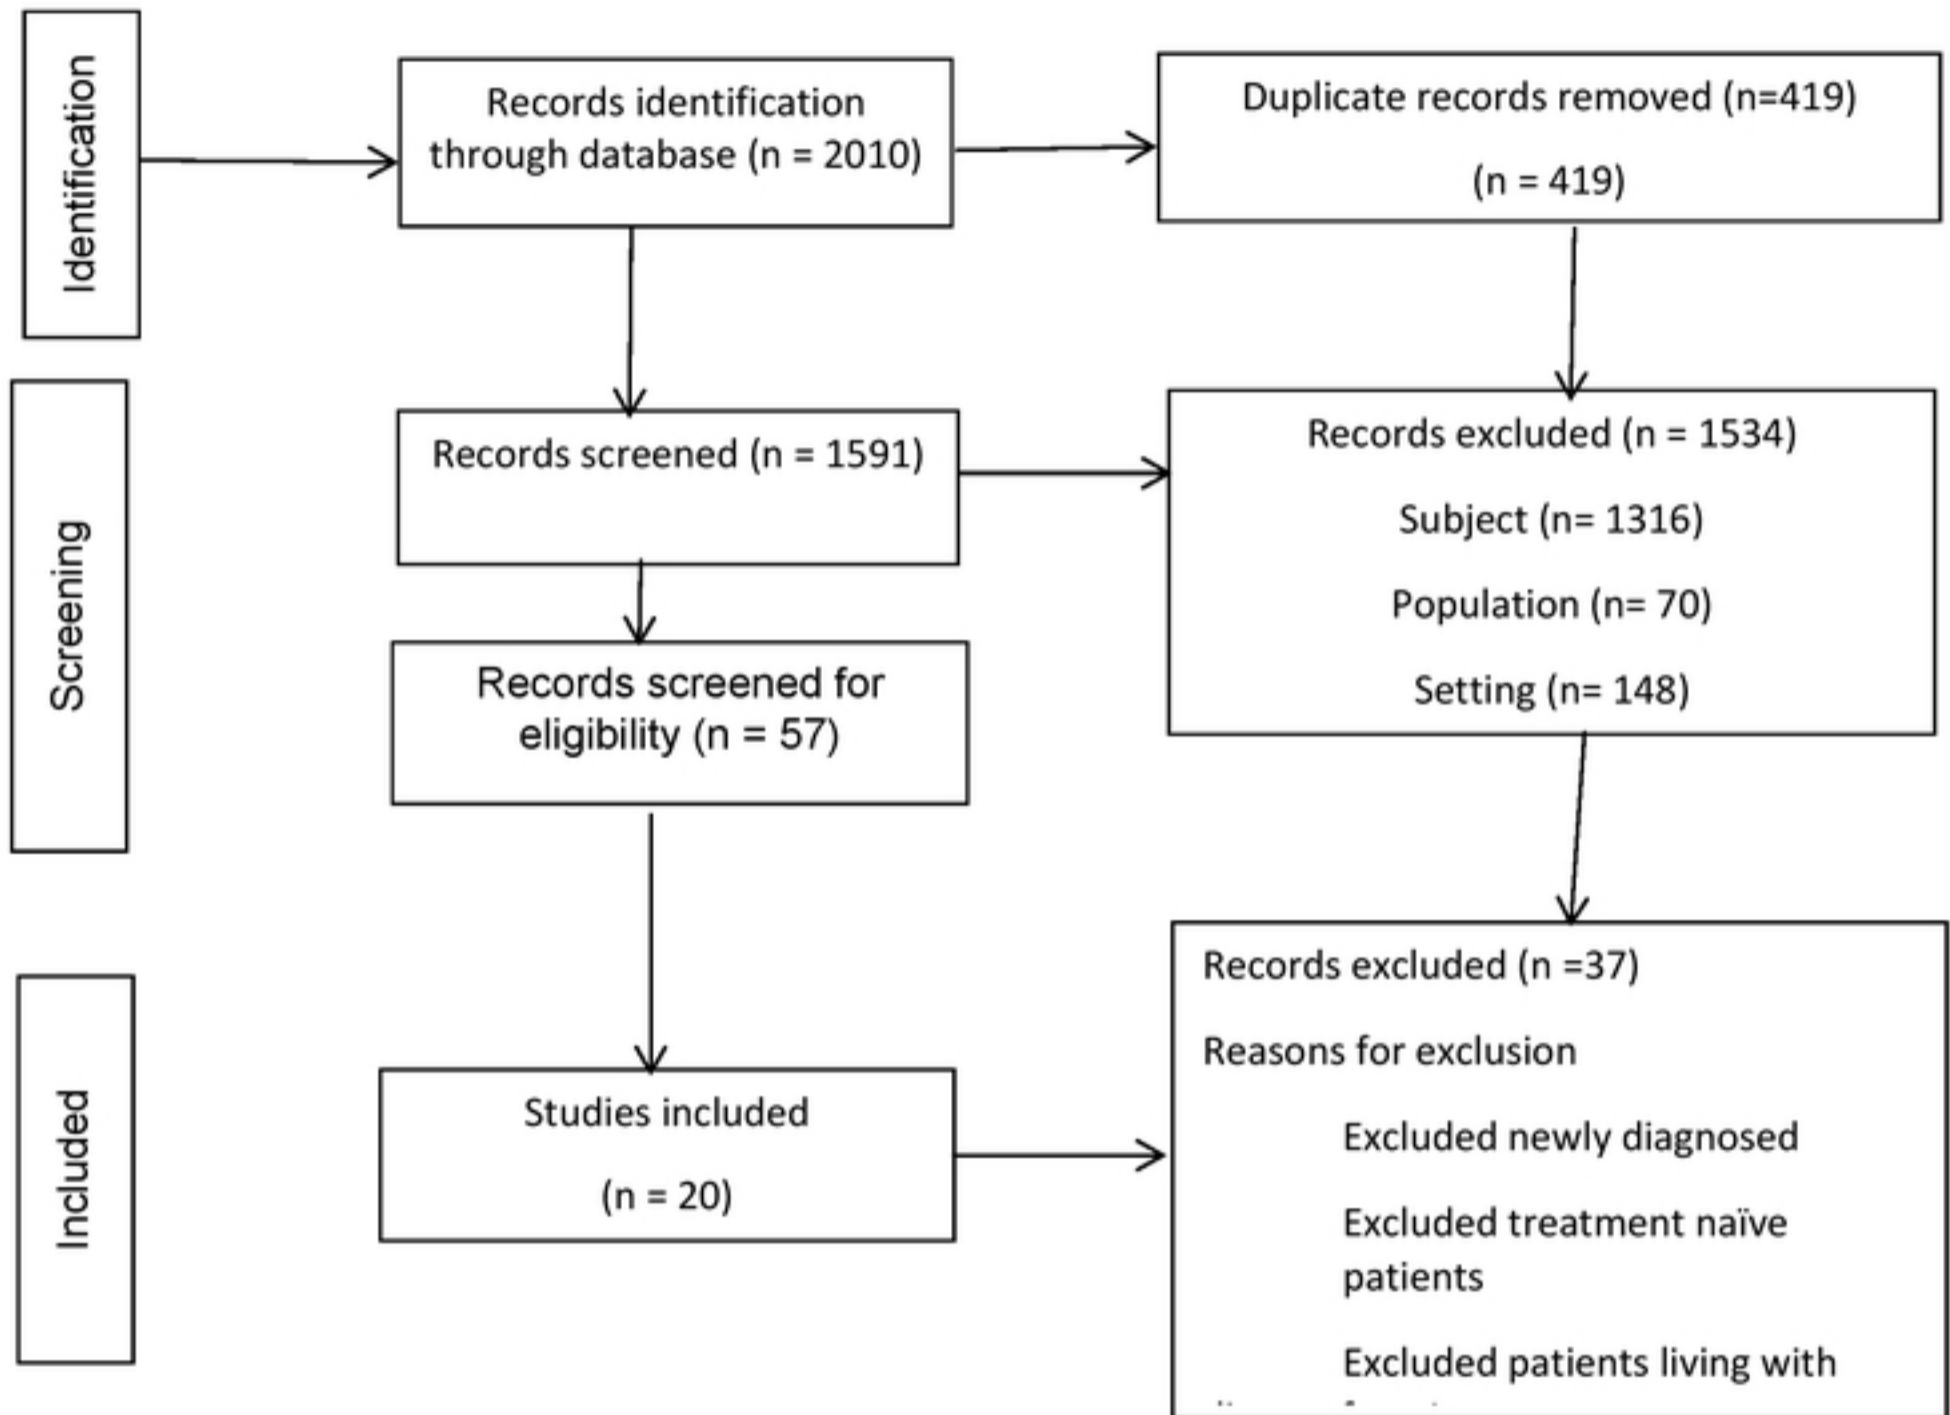 Identification
Records identification
through database (n = 2010)
Duplicate records removed (n=419)
(n = 419)
Screening
Records screened (n = 1591)
Records excluded (n = 1534)
Subject (n= 1316)
Population (n= 70)
Setting (n= 148)
Records screened for
eligibility (n = 57)
Included
Studies included
(n = 20)
Records excluded (n =37)
Reasons for exclusion
Excluded newly diagnosed
Excluded treatment naïve
patients
Excluded patients living with